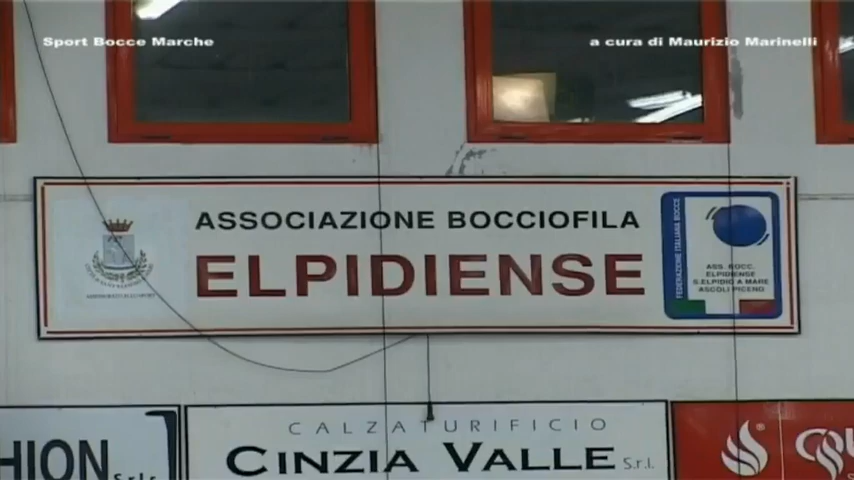 Sport Bocce Marche
a cura di Maurizio Marinelli
ASSOCIAZIONE BOCCIOFILA
ELPIDIENSE
FEDERAZIONE ITALIANA BOCCE
ASS. BOCC.
ELPIDIENSE
S.ELPIDIO A MARE
ASCOLI PICENO
HION S.r.l.s
CALZATURIFICIO
CINZIA VALLE S.r.l.